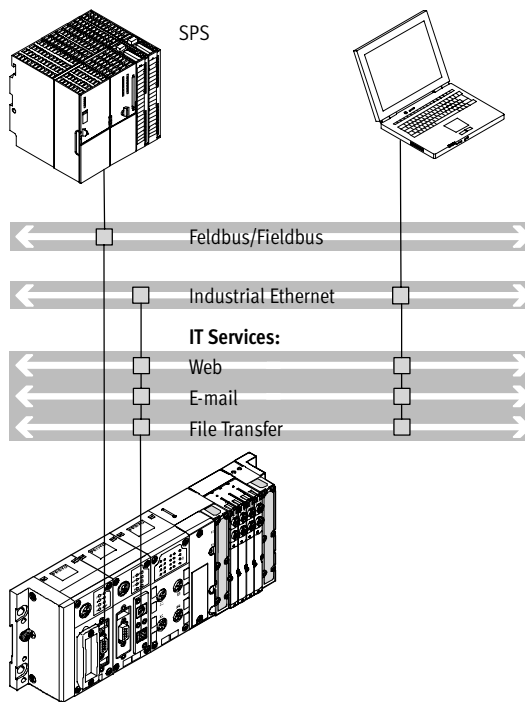 SPS
Feldbus/Fieldbus
Industrial Ethernet
IT Services:
Web
E-mail
File Transfer